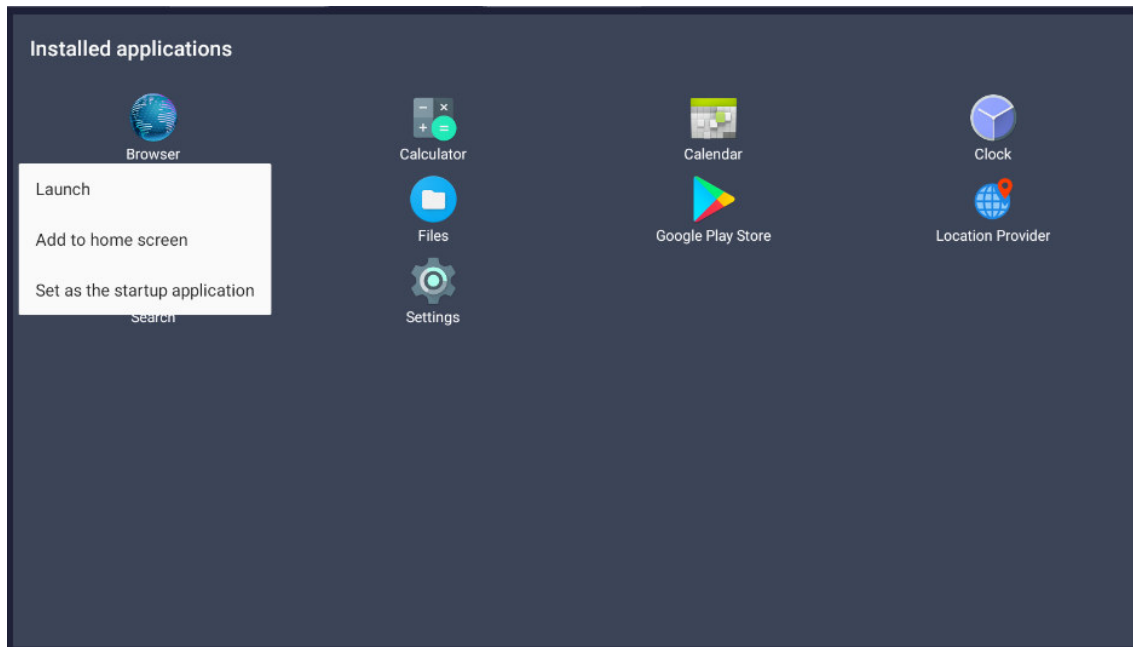 Installed applications
Browser
Calculator
Calendar
Clock
Launch
Add to home screen
Set as the startup application
Files
Google Play Store
Location Provider
Search
Settings